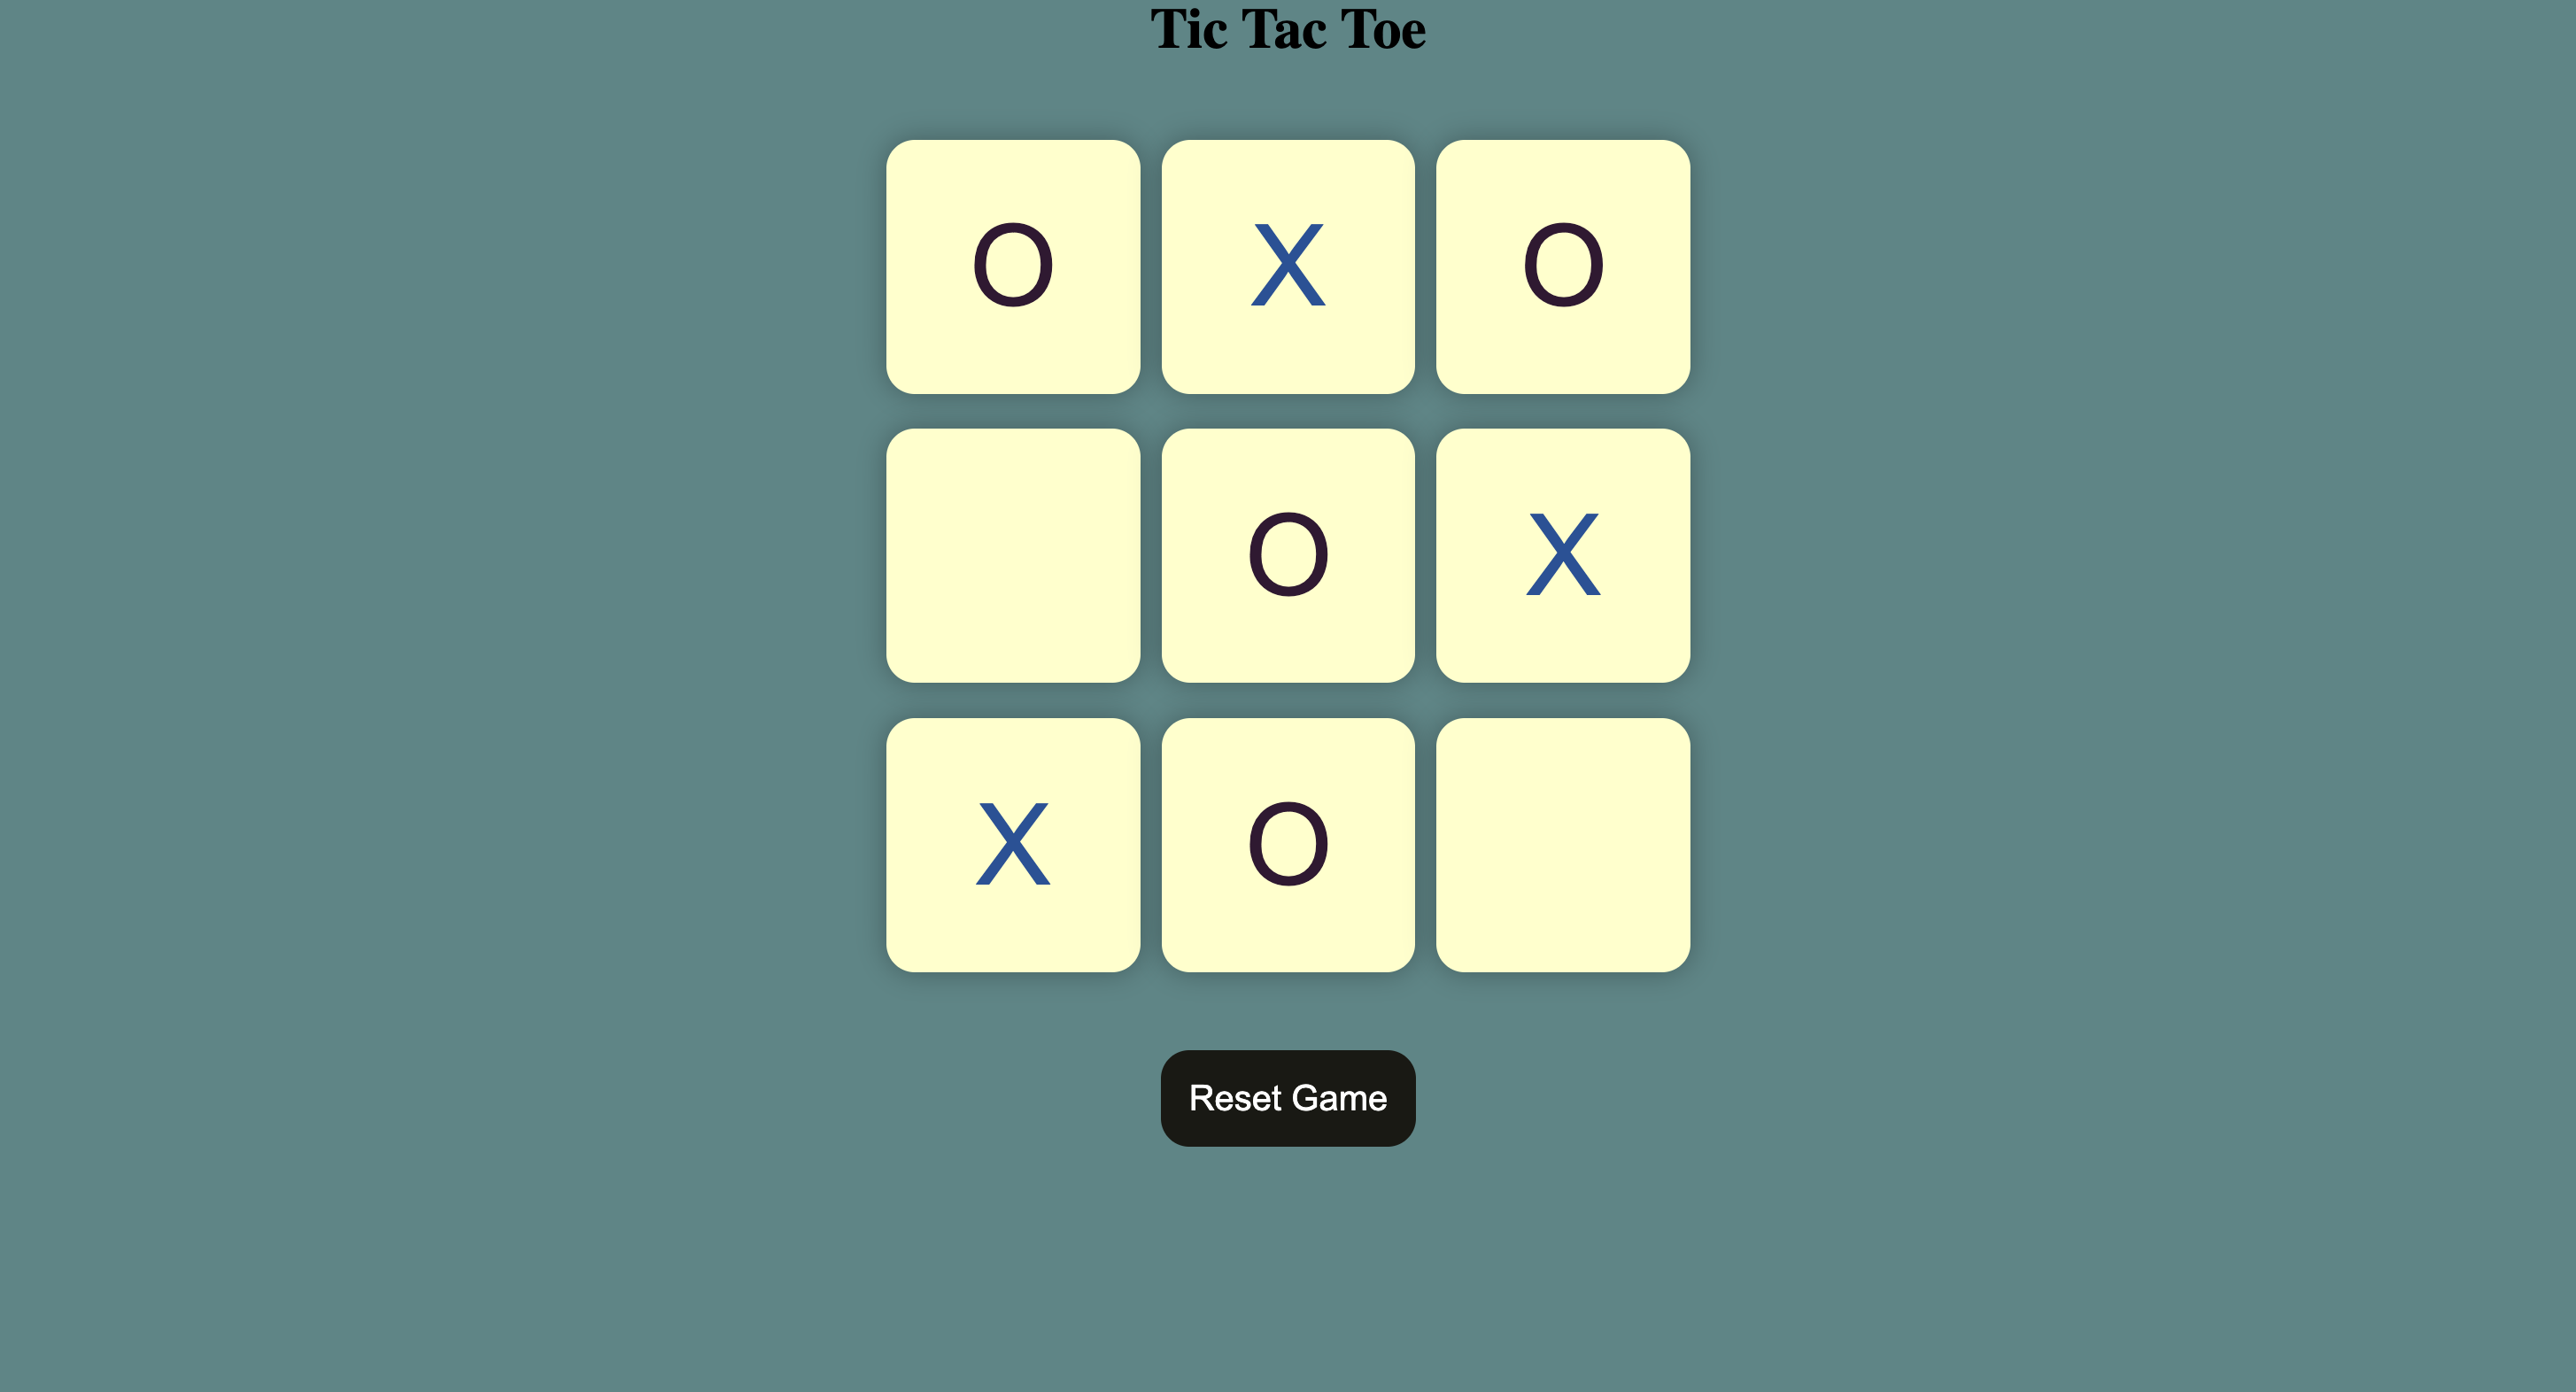 Tic Tac Toe
O X O
O X
X O
Reset Game